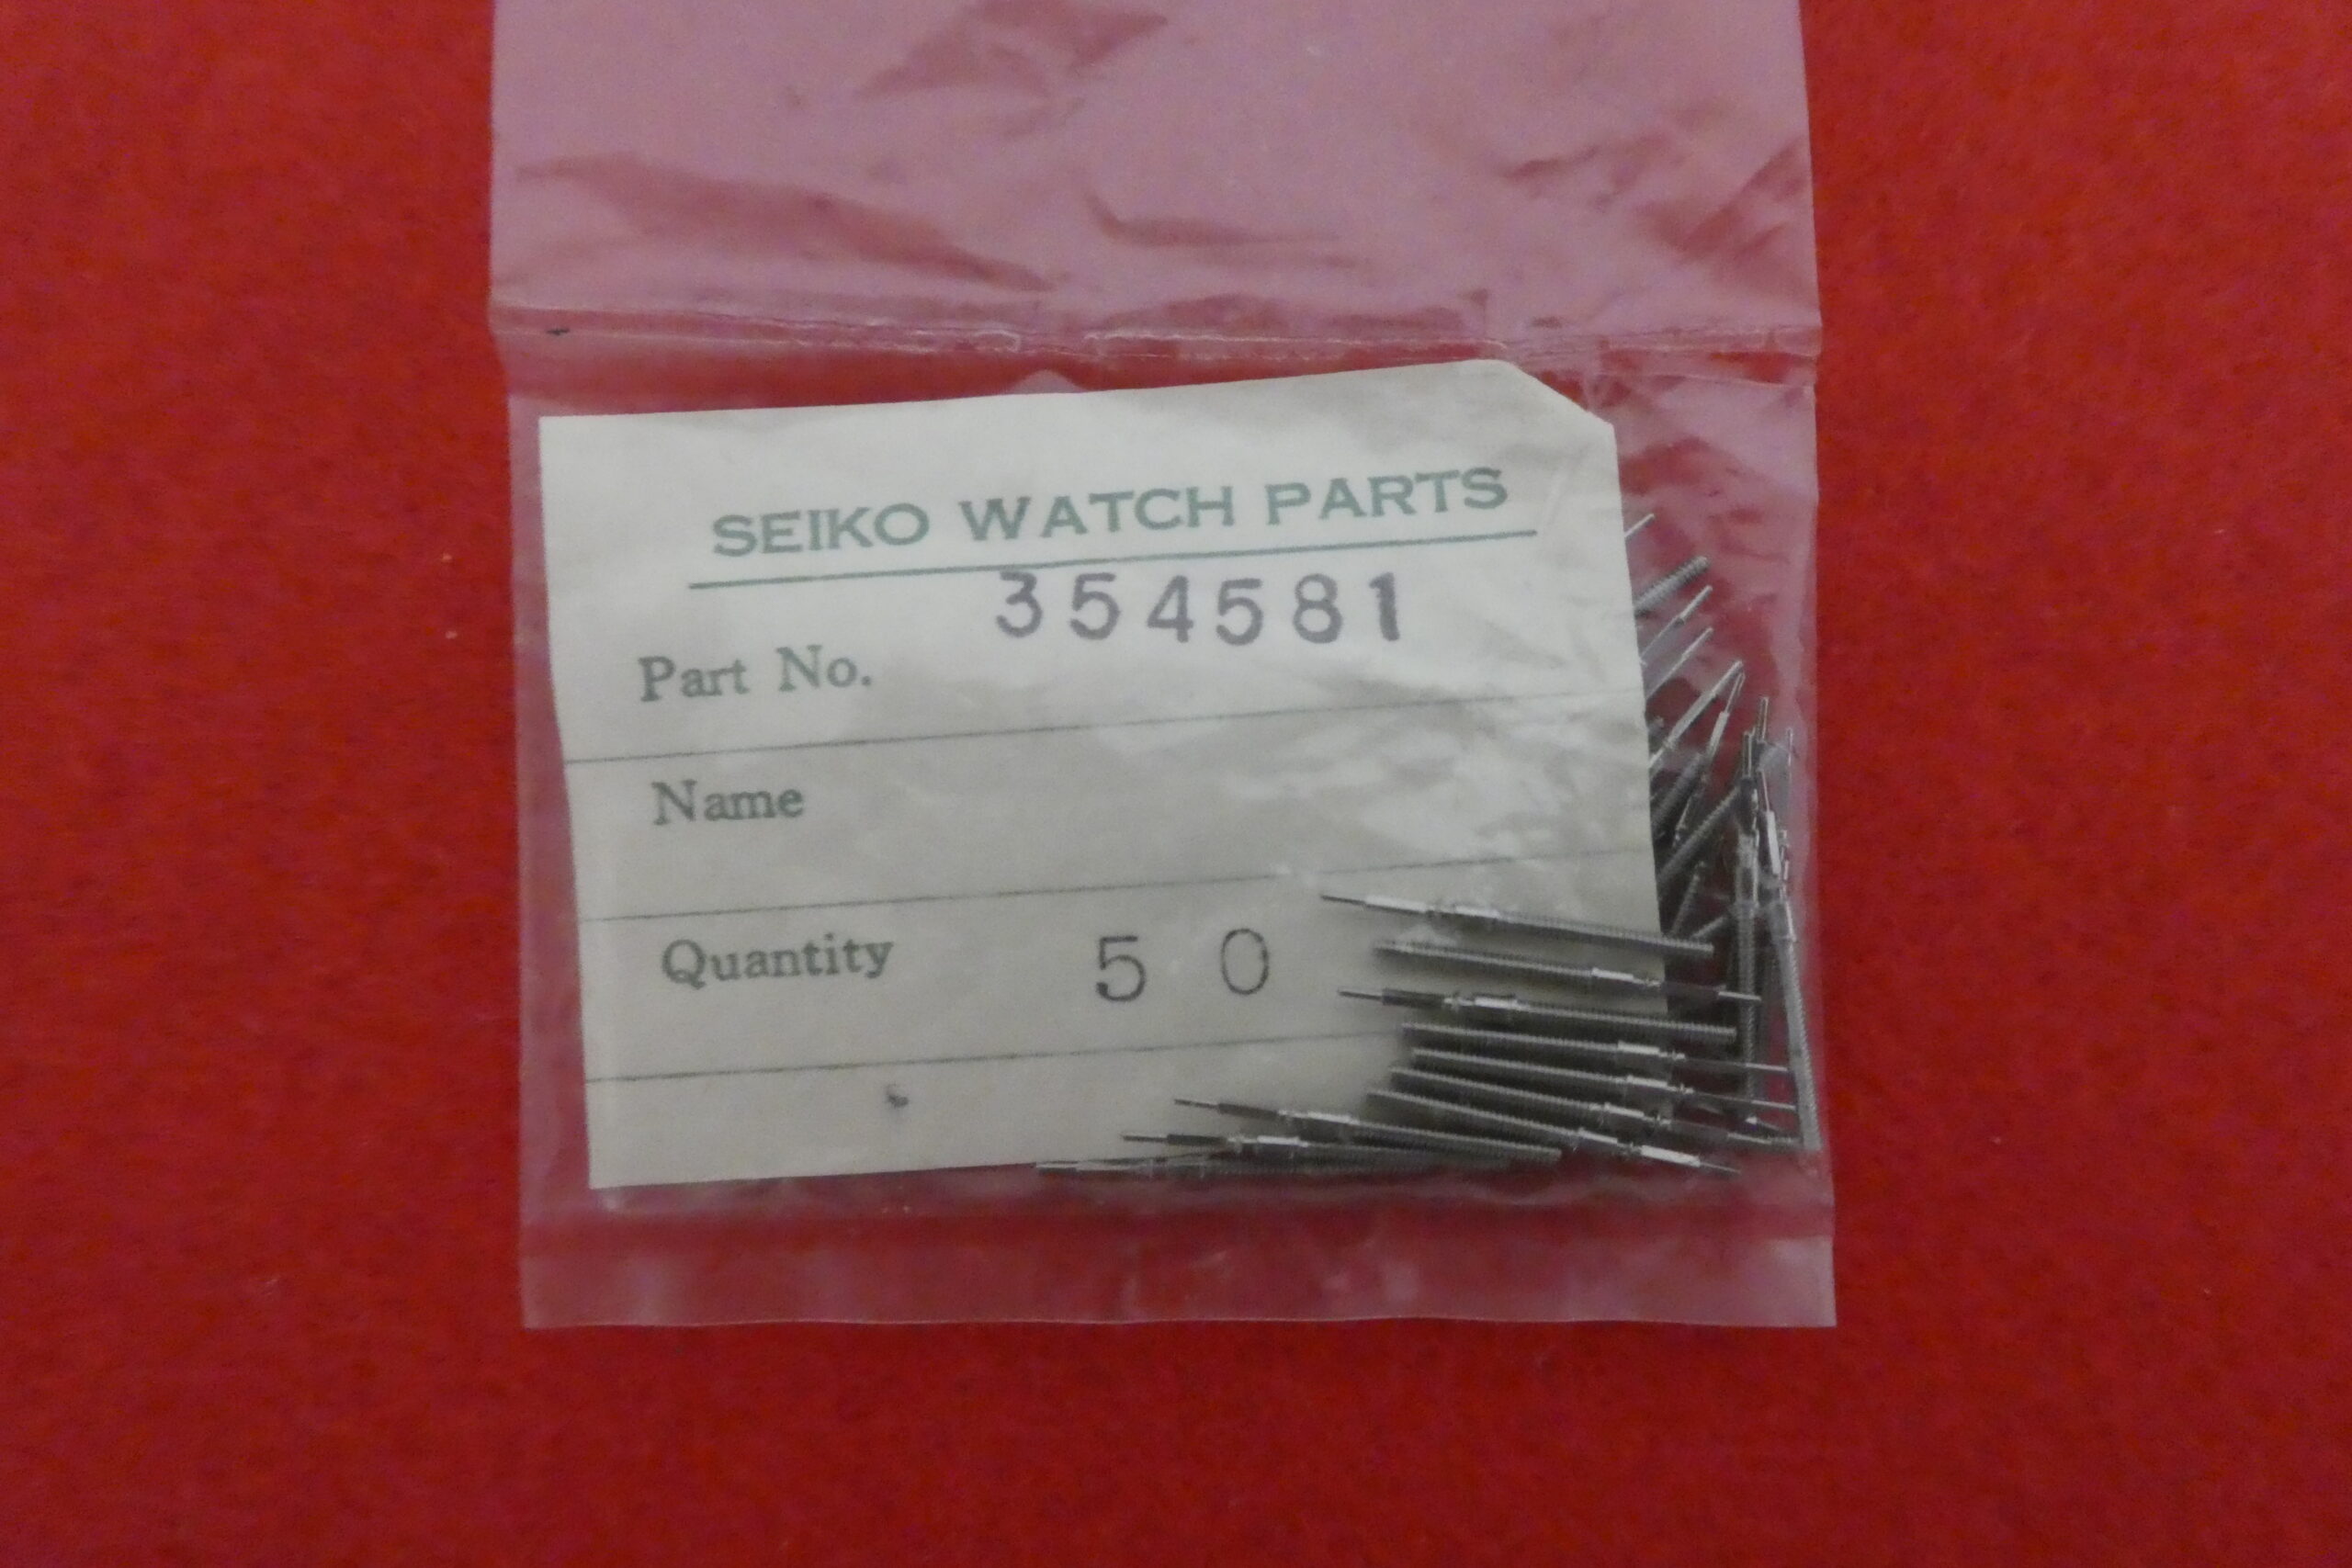 SEIKO WATCH PARTS
354581
Part No.
Name
Quantity 50